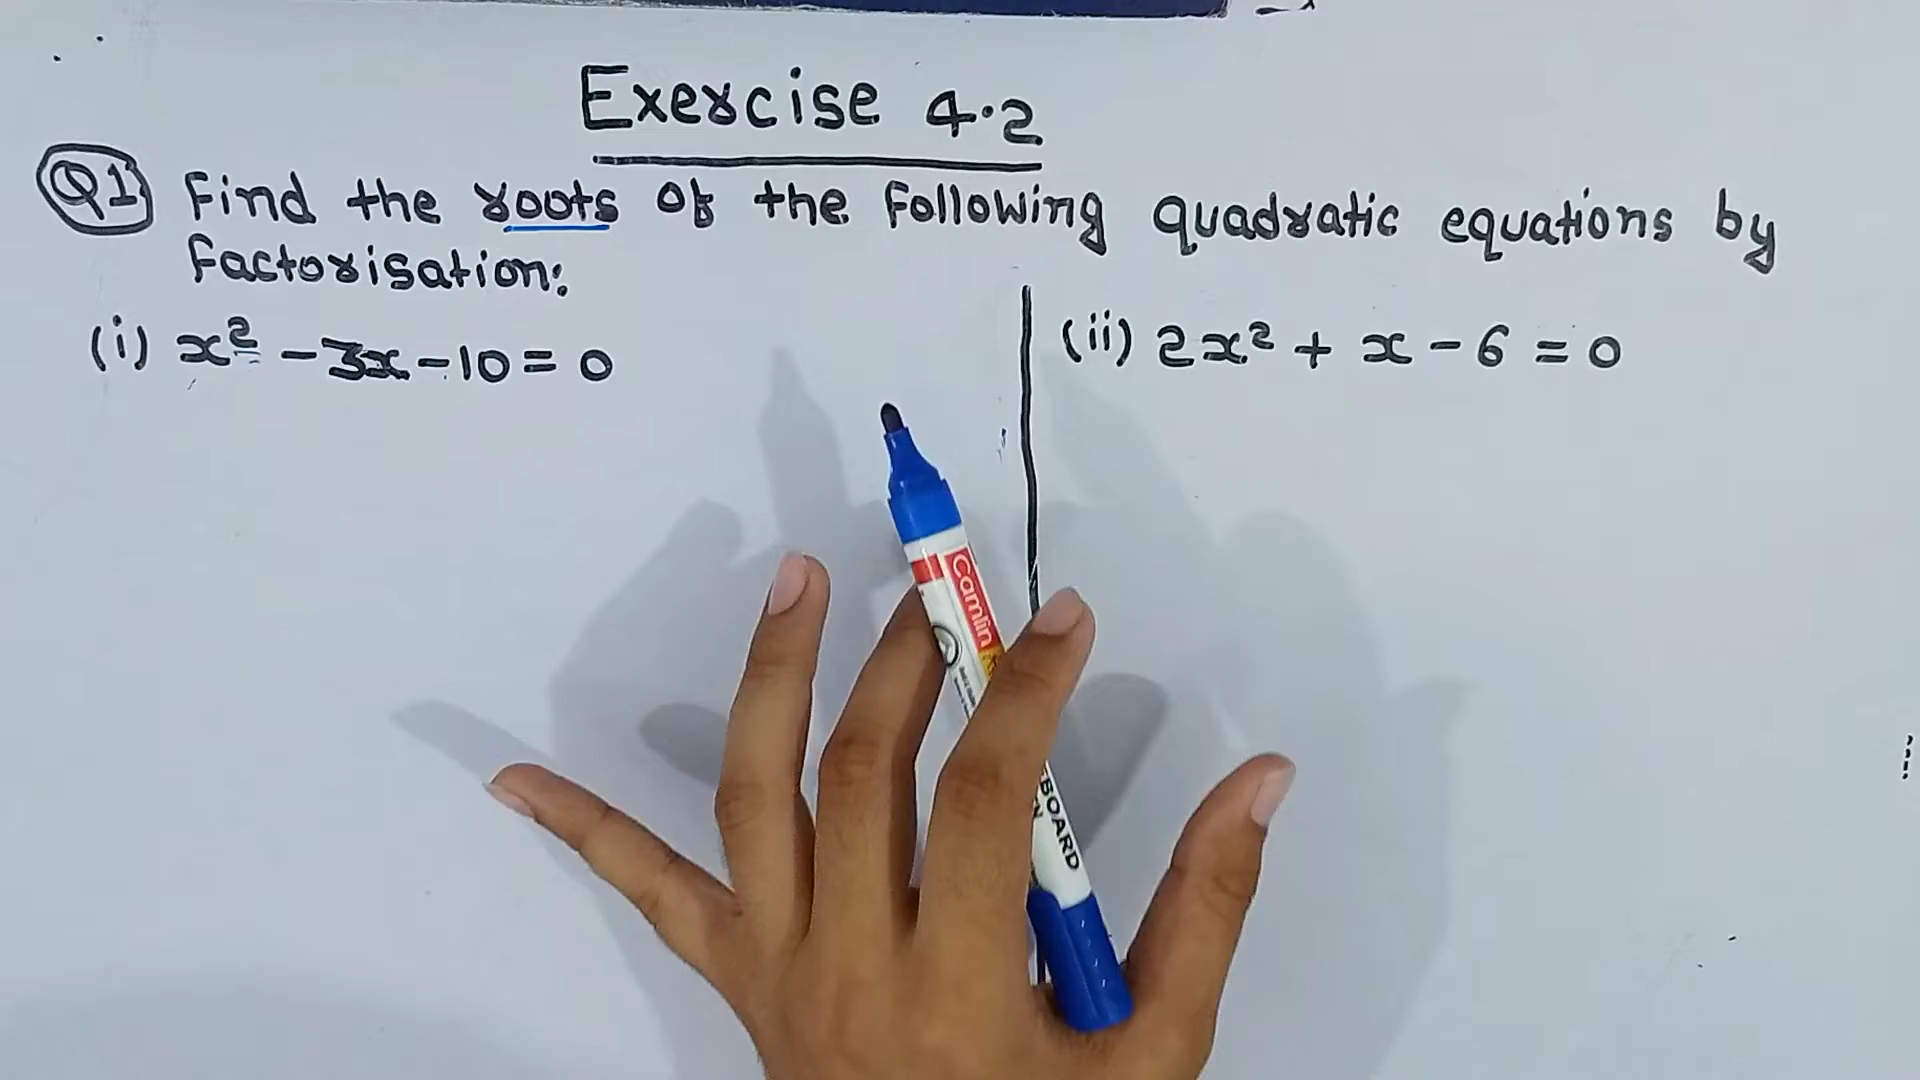 Exercise 4.2
Q1 Find the roots of the following quadratic equations by
factorisation:
(i) x² - 3x - 10 = 0
(ii) 2x² + x - 6 = 0
Camlin
BOARD